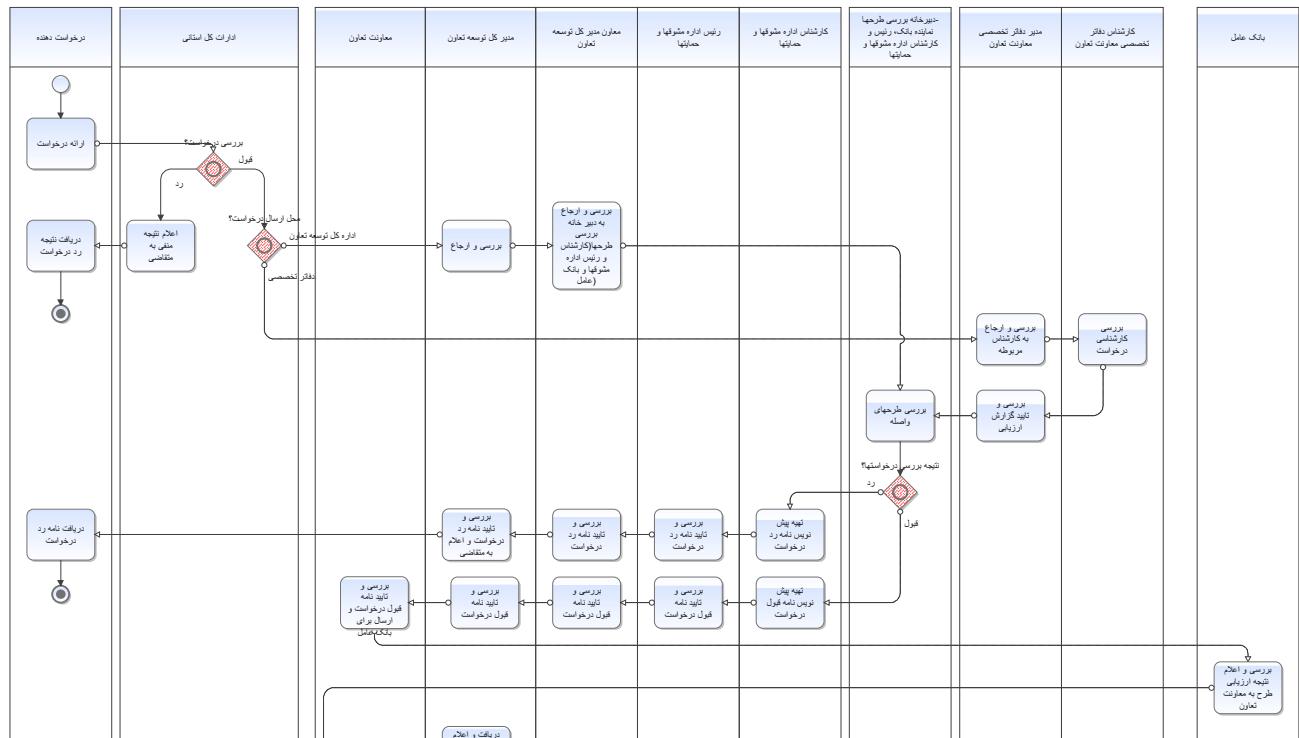 درخواست دهنده
ادارات کل استانی
معاونت تعاون
مدیر کل توسعه تعاون
معاون مدیر کل توسعه
تعاون
رئیس اداره مشوقها و
حمایتها
کارشناس اداره مشوقها و
حمایتها
دبیرخانه بررسی طرحها-
نماینده بانک، رئیس و
کارشناس اداره مشوقها و
حمایتها
مدیر دفاتر تخصصی
معاونت تعاون
کارشناس دفاتر
تخصصی معاونت تعاون
بانک عامل
ارائه درخواست
بررسی درخواست؟
قبول
رد
محل ارسال درخواست؟
اداره کل توسعه تعاون
دفاتر تخصصی
اعلام نتیجه
منفی به
متقاضی
دریافت نتیجه
رد درخواست
بررسی و ارجاع
بررسی و ارجاع
به دبیر خانه
بررسی
طرحها(کارشناس
و رئیس اداره
مشوقها و بانک
عامل)
بررسی و ارجاع
به کارشناس
مربوطه
بررسی
کارشناسی
درخواست
بررسی و
تایید گزارش
ارزیابی
بررسی طرحهای
واصله
نتیجه بررسی درخواستها؟
رد
قبول
تهیه پیش
نویس نامه رد
درخواست
بررسی و
تایید نامه رد
درخواست
بررسی و
تایید نامه رد
درخواست
بررسی و
تایید نامه رد
درخواست و اعلام
به متقاضی
دریافت نامه رد
درخواست
تهیه پیش
نویس نامه قبول
درخواست
بررسی و
تایید نامه
قبول درخواست
بررسی و
تایید نامه
قبول درخواست
بررسی و
تایید نامه
قبول درخواست
بررسی و
تایید نامه
قبول درخواست و
ارسال برای
بانک عامل
بررسی و اعلام
نتیجه ارزیابی
طرح به معاونت
تعاون
دریافت و اعلام